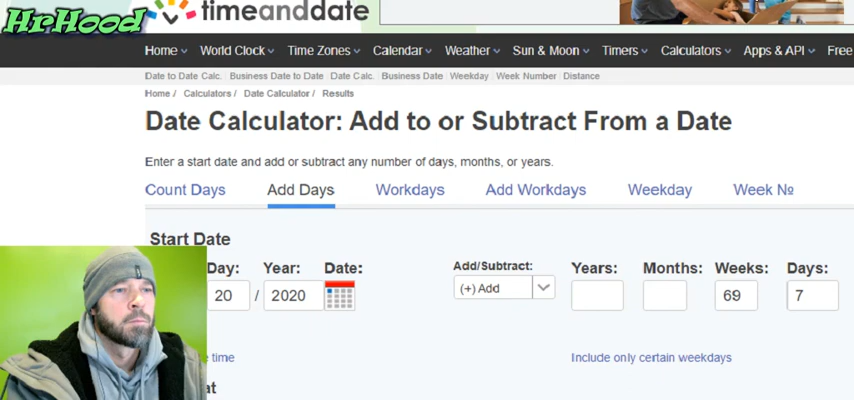 HrHood
timeanddate
Home World Clock Time Zones Calendar Weather Sun & Moon Timers Calculators Apps & API Free
Date to Date Calc. Business Date to Date Date Calc. Business Date Weekday Week Number Distance
Home / Calculators / Date Calculator / Results
Date Calculator: Add to or Subtract From a Date
Enter a start date and add or subtract any number of days, months, or years.
Count Days Add Days Workdays Add Workdays Weekday Week №
Start Date
Day: Year: Date: Add/Subtract: Years: Months: Weeks: Days:
20 / 2020 (+) Add 69 7
time Include only certain weekdays
at